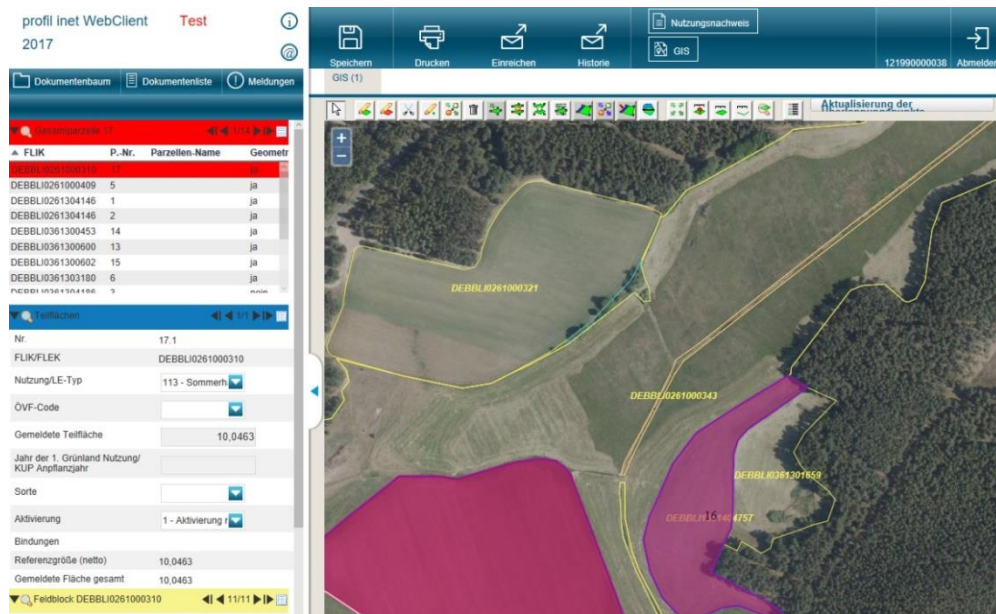 profil inet WebClient Test
2017
Speichern
Drucken
Einreichen
Historie
Nutzungsnachweis
GIS
121990000038
Abmelden
Dokumentenbaum
Dokumentenliste
Meldungen
GIS (1)
Aktualisierung der
Gesamtparzelle 17 1/14
FLIK P.-Nr. Parzellen-Name Geometr
DEBBLI0261000310 17 ja
DEBBLI0261000409 5 ja
DEBBLI0261304146 1 ja
DEBBLI0261304146 2 ja
DEBBLI0361300453 14 ja
DEBBLI0361300600 13 ja
DEBBLI0361300602 15 ja
DEBBLI0361303180 6 ja
DEBBLI0361304186 3 nein
Teilflächen 1/1
Nr. 17.1
FLIK/FLEK DEBBLI0261000310
Nutzung/LE-Typ 113 - Sommerh
ÖVF-Code
Gemeldete Teilfläche 10,0463
Jahr der 1. Grünland Nutzung/
KUP Anpflanzjahr
Sorte
Aktivierung 1 - Aktivierung r
Bindungen
Referenzgröße (netto) 10,0463
Gemeldete Fläche gesamt 10,0463
Feldblock DEBBLI0261000310 11/11
DEBBLI0261000321
DEBBLI0261000343
DEBBLI0361301659
16